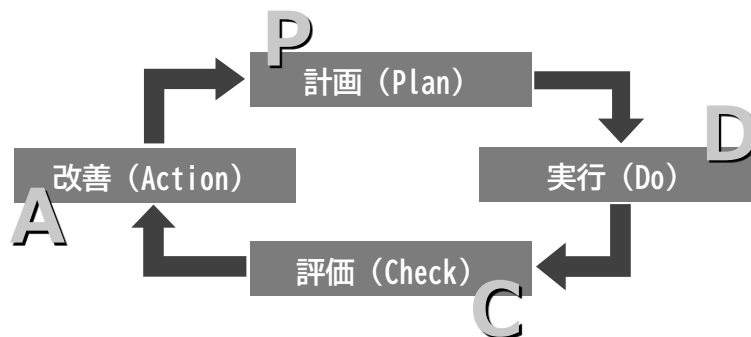 P
計画（Plan）
D
改善（Action）
実行（Do）
A
評価（Check）
C